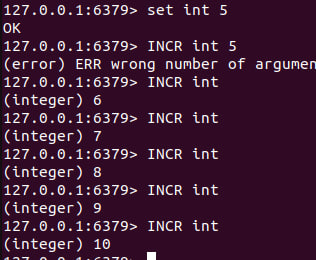 127.0.0.1:6379> set int 5
OK
127.0.0.1:6379> INCR int 5
(error) ERR wrong number of argumen
127.0.0.1:6379> INCR int
(integer) 6
127.0.0.1:6379> INCR int
(integer) 7
127.0.0.1:6379> INCR int
(integer) 8
127.0.0.1:6379> INCR int
(integer) 9
127.0.0.1:6379> INCR int
(integer) 10
127.0.0.1:6379>